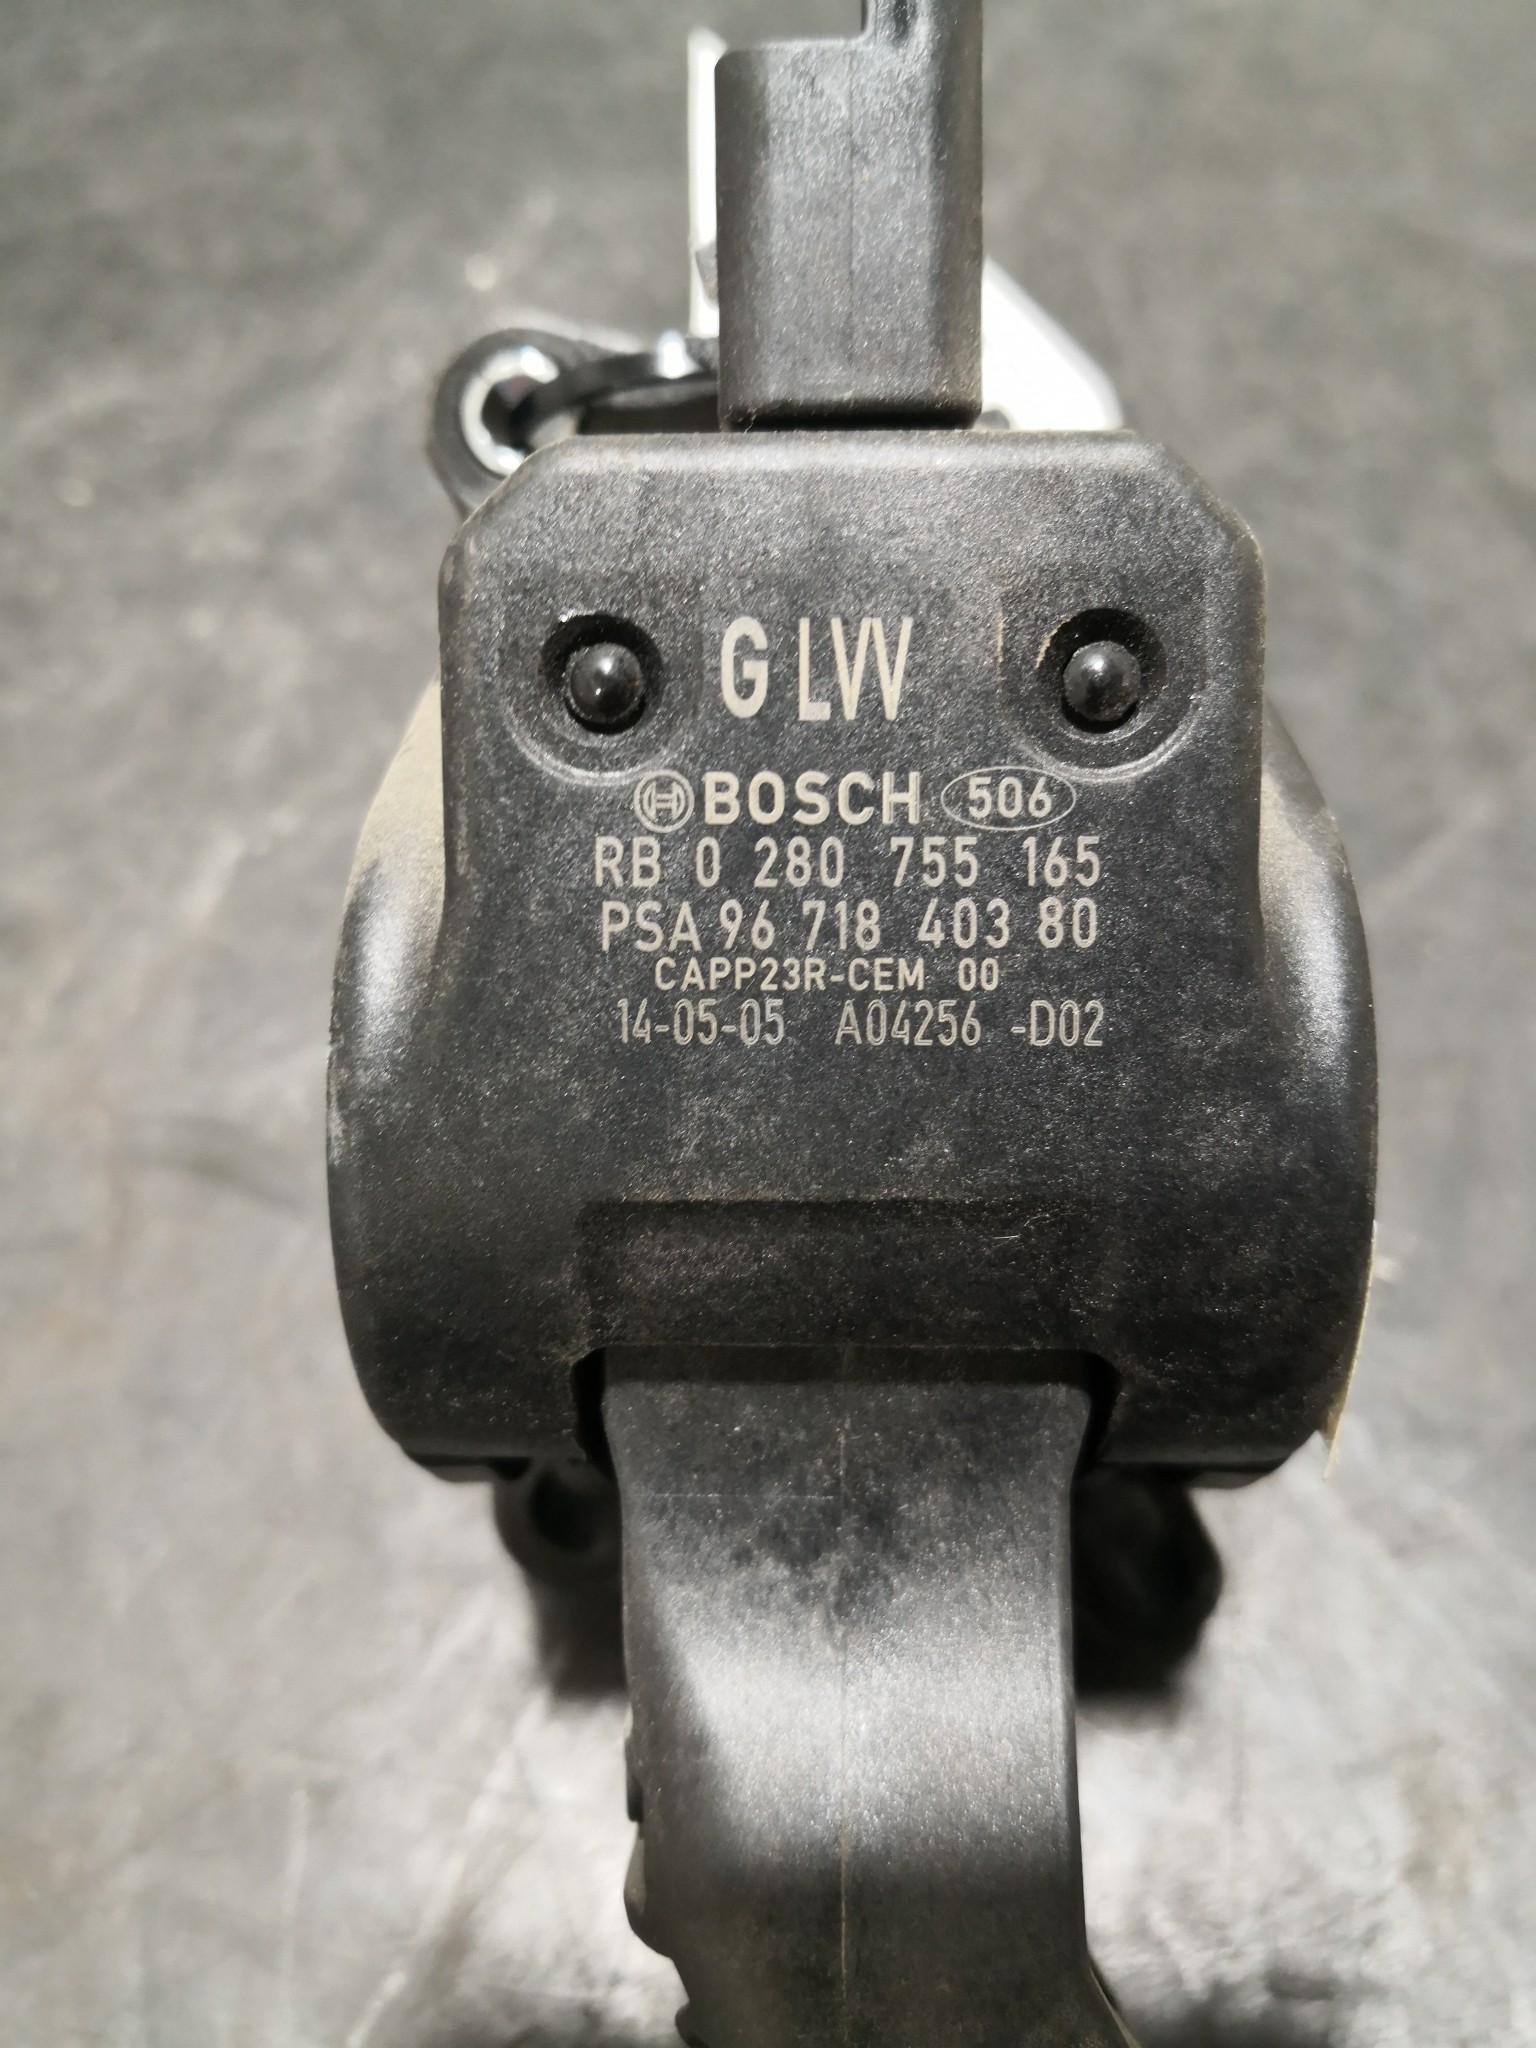 G LVV
BOSCH 506
RB 0 280 755 165
PSA 96 718 403 80
CAPP23R-CEM 00
14-05-05 A04256 -D02